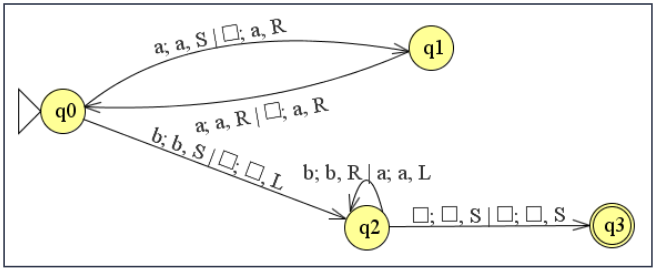 a; a, S | □; a, R
q1
q0
a; a, R | □; a, R
b; b, S | □; □, L
b; b, R | a; a, L
q2
□; □, S | □; □, S
q3